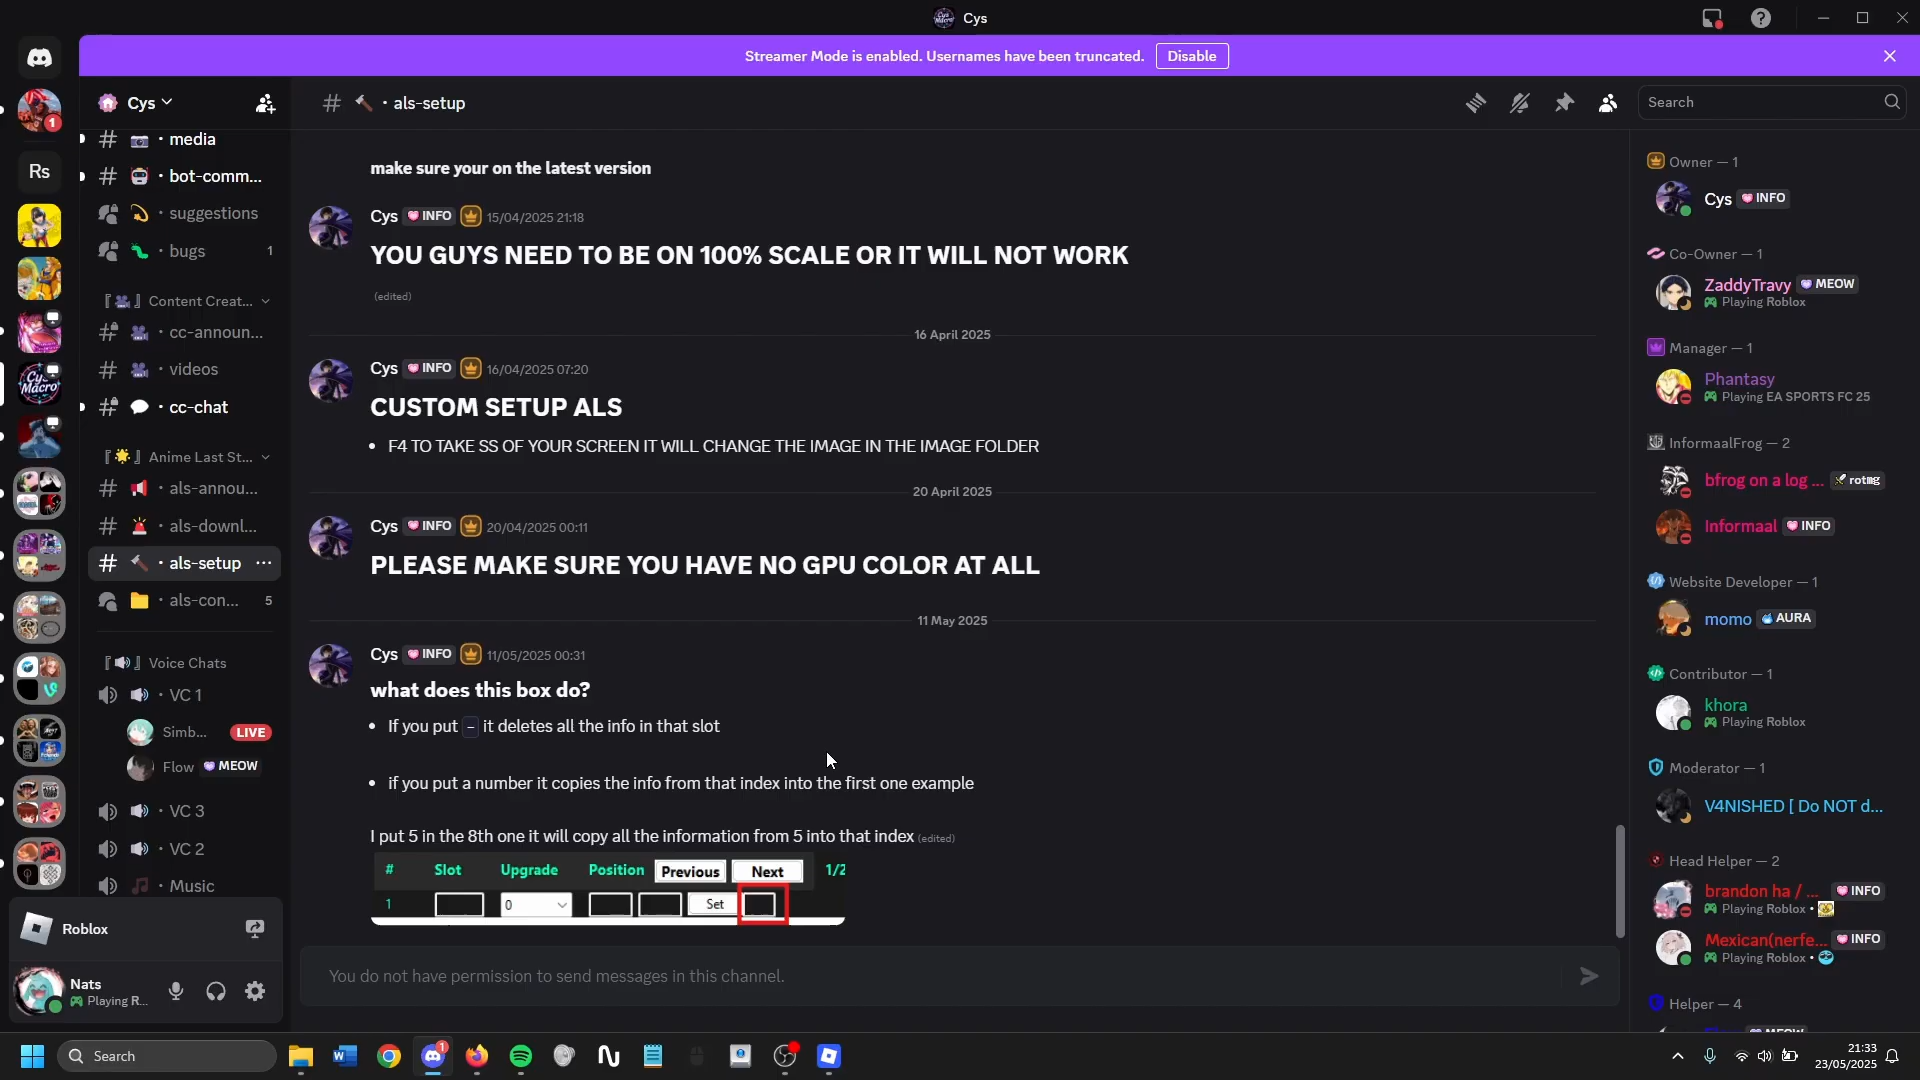 Cys
Streamer Mode is enabled. Usernames have been truncated.
Disable
Cys
als-setup
Search
1
Rs
media
bot-comm...
suggestions
bugs
1
Content Creat...
cc-announ...
videos
cc-chat
Anime Last St...
als-annou...
als-downl...
als-setup
als-con...
5
Voice Chats
VC 1
Simb...
LIVE
Flow MEOW
VC 3
VC 2
Music
Roblox
Nats
Playing R...
make sure your on the latest version
Cys INFO 15/04/2025 21:18
YOU GUYS NEED TO BE ON 100% SCALE OR IT WILL NOT WORK
(edited)
16 April 2025
Cys INFO 16/04/2025 07:20
CUSTOM SETUP ALS
• F4 TO TAKE SS OF YOUR SCREEN IT WILL CHANGE THE IMAGE IN THE IMAGE FOLDER
20 April 2025
Cys INFO 20/04/2025 00:11
PLEASE MAKE SURE YOU HAVE NO GPU COLOR AT ALL
11 May 2025
Cys INFO 11/05/2025 00:31
what does this box do?
• If you put - it deletes all the info in that slot
• if you put a number it copies the info from that index into the first one example
I put 5 in the 8th one it will copy all the information from 5 into that index (edited)
# Slot Upgrade Position Previous Next 1/2
1 0 Set
You do not have permission to send messages in this channel.
Owner — 1
Cys INFO
Co-Owner — 1
ZaddyTravy MEOW
Playing Roblox
Manager — 1
Phantasy
Playing EA SPORTS FC 25
InformaalFrog — 2
bfrog on a log ... rotmg
Informaal INFO
Website Developer — 1
momo AURA
Contributor — 1
khora
Playing Roblox
Moderator — 1
V4NISHED [ Do NOT d...
Head Helper — 2
brandon ha / ... INFO
Playing Roblox •
Mexican(nerfe... INFO
Playing Roblox •
Helper — 4
Search
1
21:33
23/05/2025